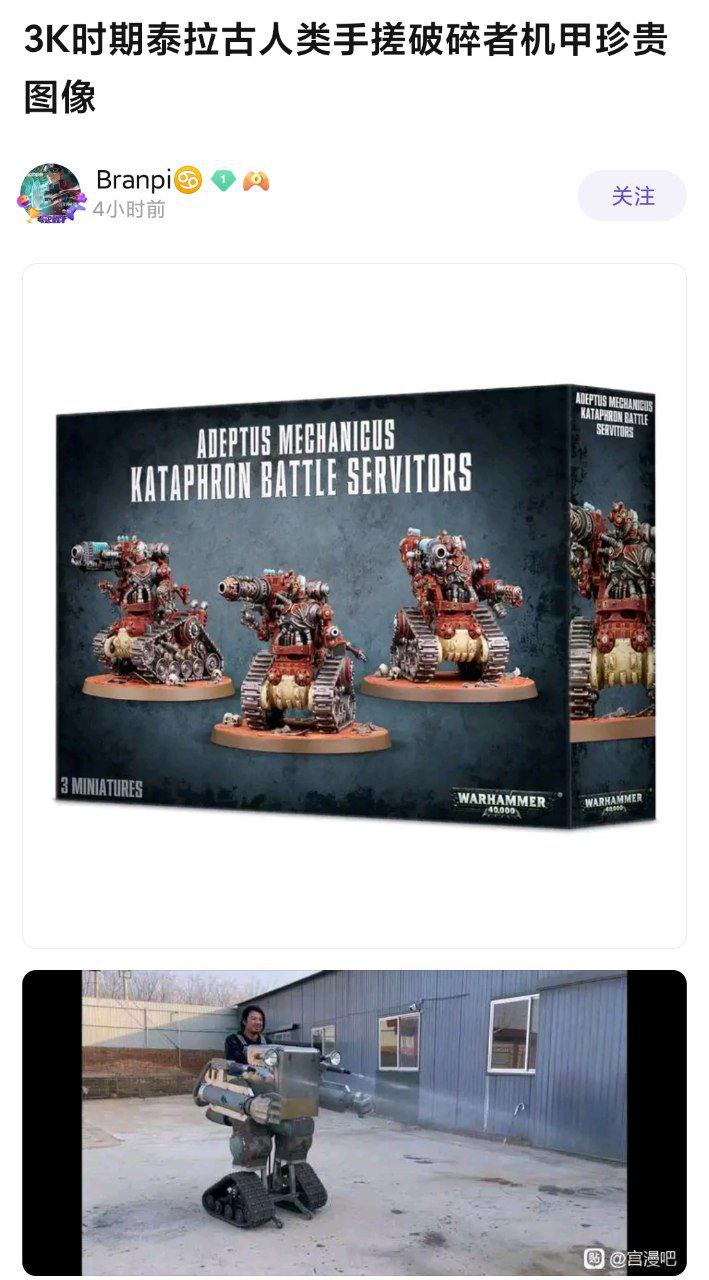 3K时期泰拉古人类手搓破碎者机甲珍贵
图像
Branpi
1
4小时前
关注
ADEPTUS MECHANICUS
KATAPHRON BATTLE SERVITORS
3 MINIATURES
WARHAMMER
40,000
ADEPTUS MECHANICUS
KATAPHRON BATTLE
SERVITORS
WARHAMMER
40,000
贴 @宫漫吧